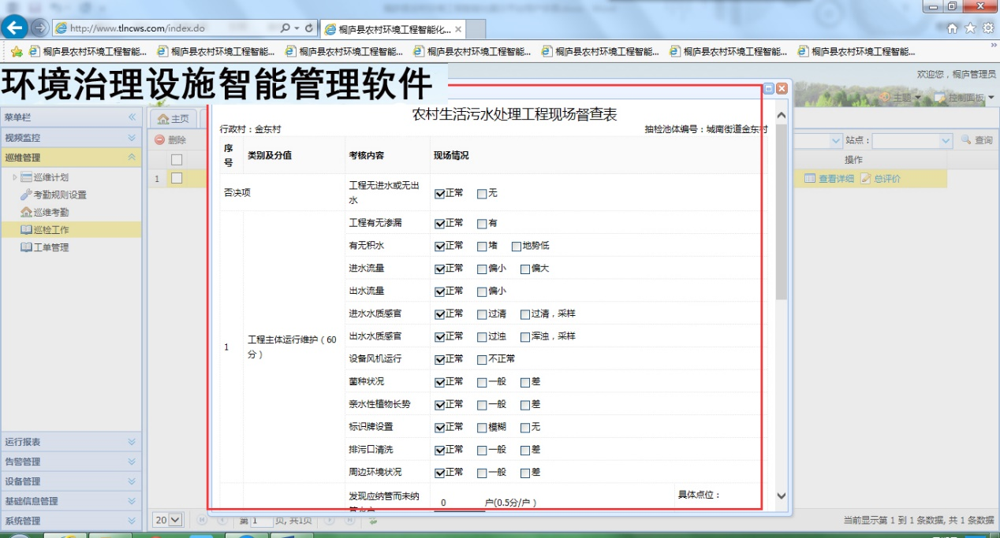 http://www.tlncws.com/index.do
桐庐县农村环境工程智能化...
桐庐县农村环境工程智能... 桐庐县农村环境工程智能... 桐庐县农村环境工程智能... 桐庐县农村环境工程智能... 桐庐县农村环境工程智能... 桐庐县农村环境工程智能... 桐庐县农村环境工程智能...
环境治理设施智能管理软件
欢迎您，桐庐管理员
主题 控制面板
菜单栏
视频监控
巡维管理
巡维计划
考勤规则设置
巡维考勤
巡检工作
工单管理
运行报表
告警管理
设备管理
基础信息管理
系统管理
主页
删除
1
站点： 查询
操作
查看详细 总评价
农村生活污水处理工程现场督查表
行政村：金东村 抽检池体编号：城南街道金东村
序号 类别及分值 考核内容 现场情况
否决项 工程无进水或无出水 正常 无
1 工程主体运行维护（60分）
工程有无渗漏 正常 有
有无积水 正常 堵 地势低
进水流量 正常 偏小 偏大
出水流量 正常 偏小
进水水质感官 正常 过清 过清，采样
出水水质感官 正常 过浊 浑浊，采样
设备风机运行 正常 不正常
菌种状况 正常 一般 差
亲水性植物长势 正常 一般 差
标识牌设置 正常 模糊 无
排污口清洗 正常 一般 差
周边环境状况 正常 一般 差
发现应纳管而未纳 0 户(0.5分/户) 具体点位：
20 第 1 页, 共1页
当前显示第 1 到 1 条数据, 共 1 条数据